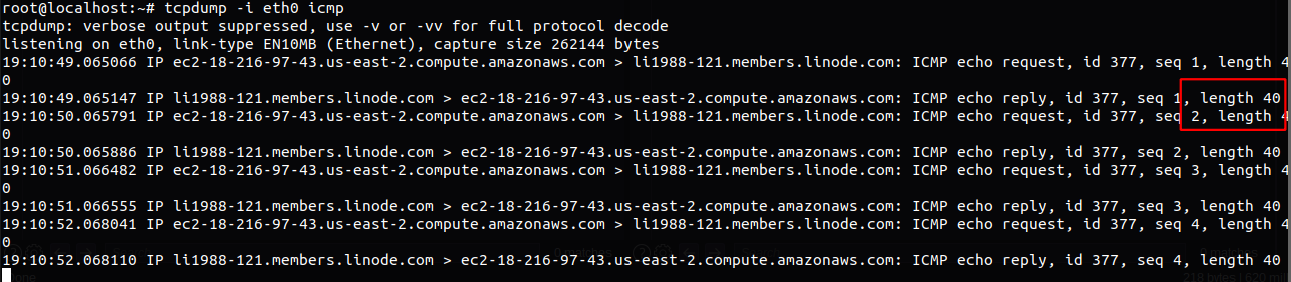 root@localhost:~# tcpdump -i eth0 icmp
tcpdump: verbose output suppressed, use -v or -vv for full protocol decode
listening on eth0, link-type EN10MB (Ethernet), capture size 262144 bytes
19:10:49.065066 IP ec2-18-216-97-43.us-east-2.compute.amazonaws.com > li1988-121.members.linode.com: ICMP echo request, id 377, seq 1, length 4
0
19:10:49.065147 IP li1988-121.members.linode.com > ec2-18-216-97-43.us-east-2.compute.amazonaws.com: ICMP echo reply, id 377, seq 1, length 40
19:10:50.065791 IP ec2-18-216-97-43.us-east-2.compute.amazonaws.com > li1988-121.members.linode.com: ICMP echo request, id 377, seq 2, length 4
0
19:10:50.065886 IP li1988-121.members.linode.com > ec2-18-216-97-43.us-east-2.compute.amazonaws.com: ICMP echo reply, id 377, seq 2, length 40
19:10:51.066482 IP ec2-18-216-97-43.us-east-2.compute.amazonaws.com > li1988-121.members.linode.com: ICMP echo request, id 377, seq 3, length 4
0
19:10:51.066555 IP li1988-121.members.linode.com > ec2-18-216-97-43.us-east-2.compute.amazonaws.com: ICMP echo reply, id 377, seq 3, length 40
19:10:52.068041 IP ec2-18-216-97-43.us-east-2.compute.amazonaws.com > li1988-121.members.linode.com: ICMP echo request, id 377, seq 4, length 4
0
19:10:52.068110 IP li1988-121.members.linode.com > ec2-18-216-97-43.us-east-2.compute.amazonaws.com: ICMP echo reply, id 377, seq 4, length 40